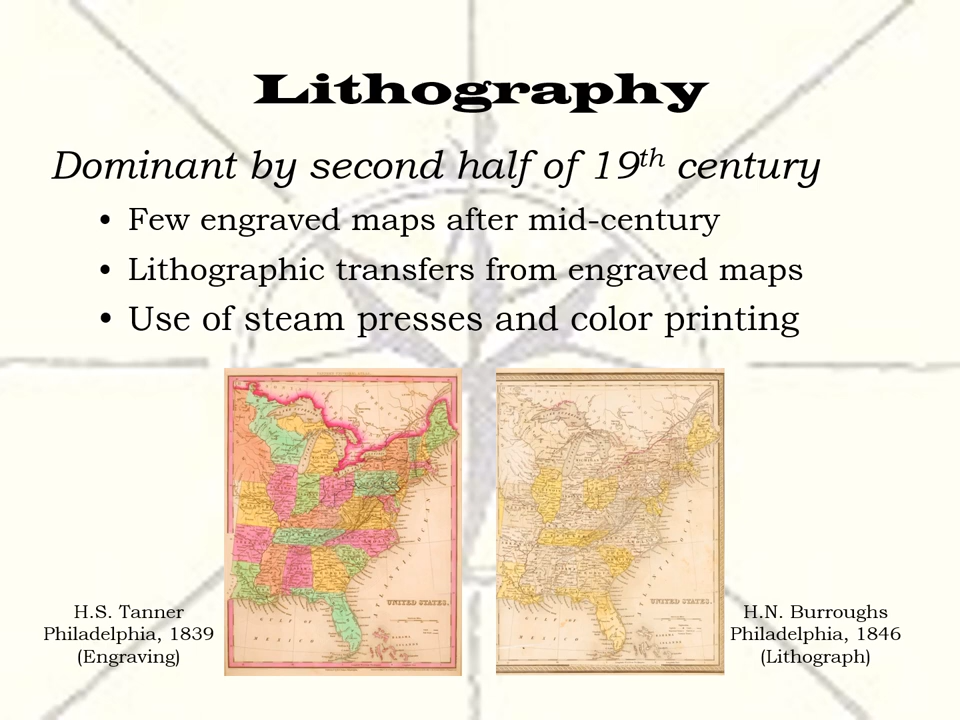 Lithography
Dominant by second half of 19th century
• Few engraved maps after mid-century
• Lithographic transfers from engraved maps
• Use of steam presses and color printing
H.S. Tanner
Philadelphia, 1839
(Engraving)
UNITED STATES.
UNITED STATES.
H.N. Burroughs
Philadelphia, 1846
(Lithograph)